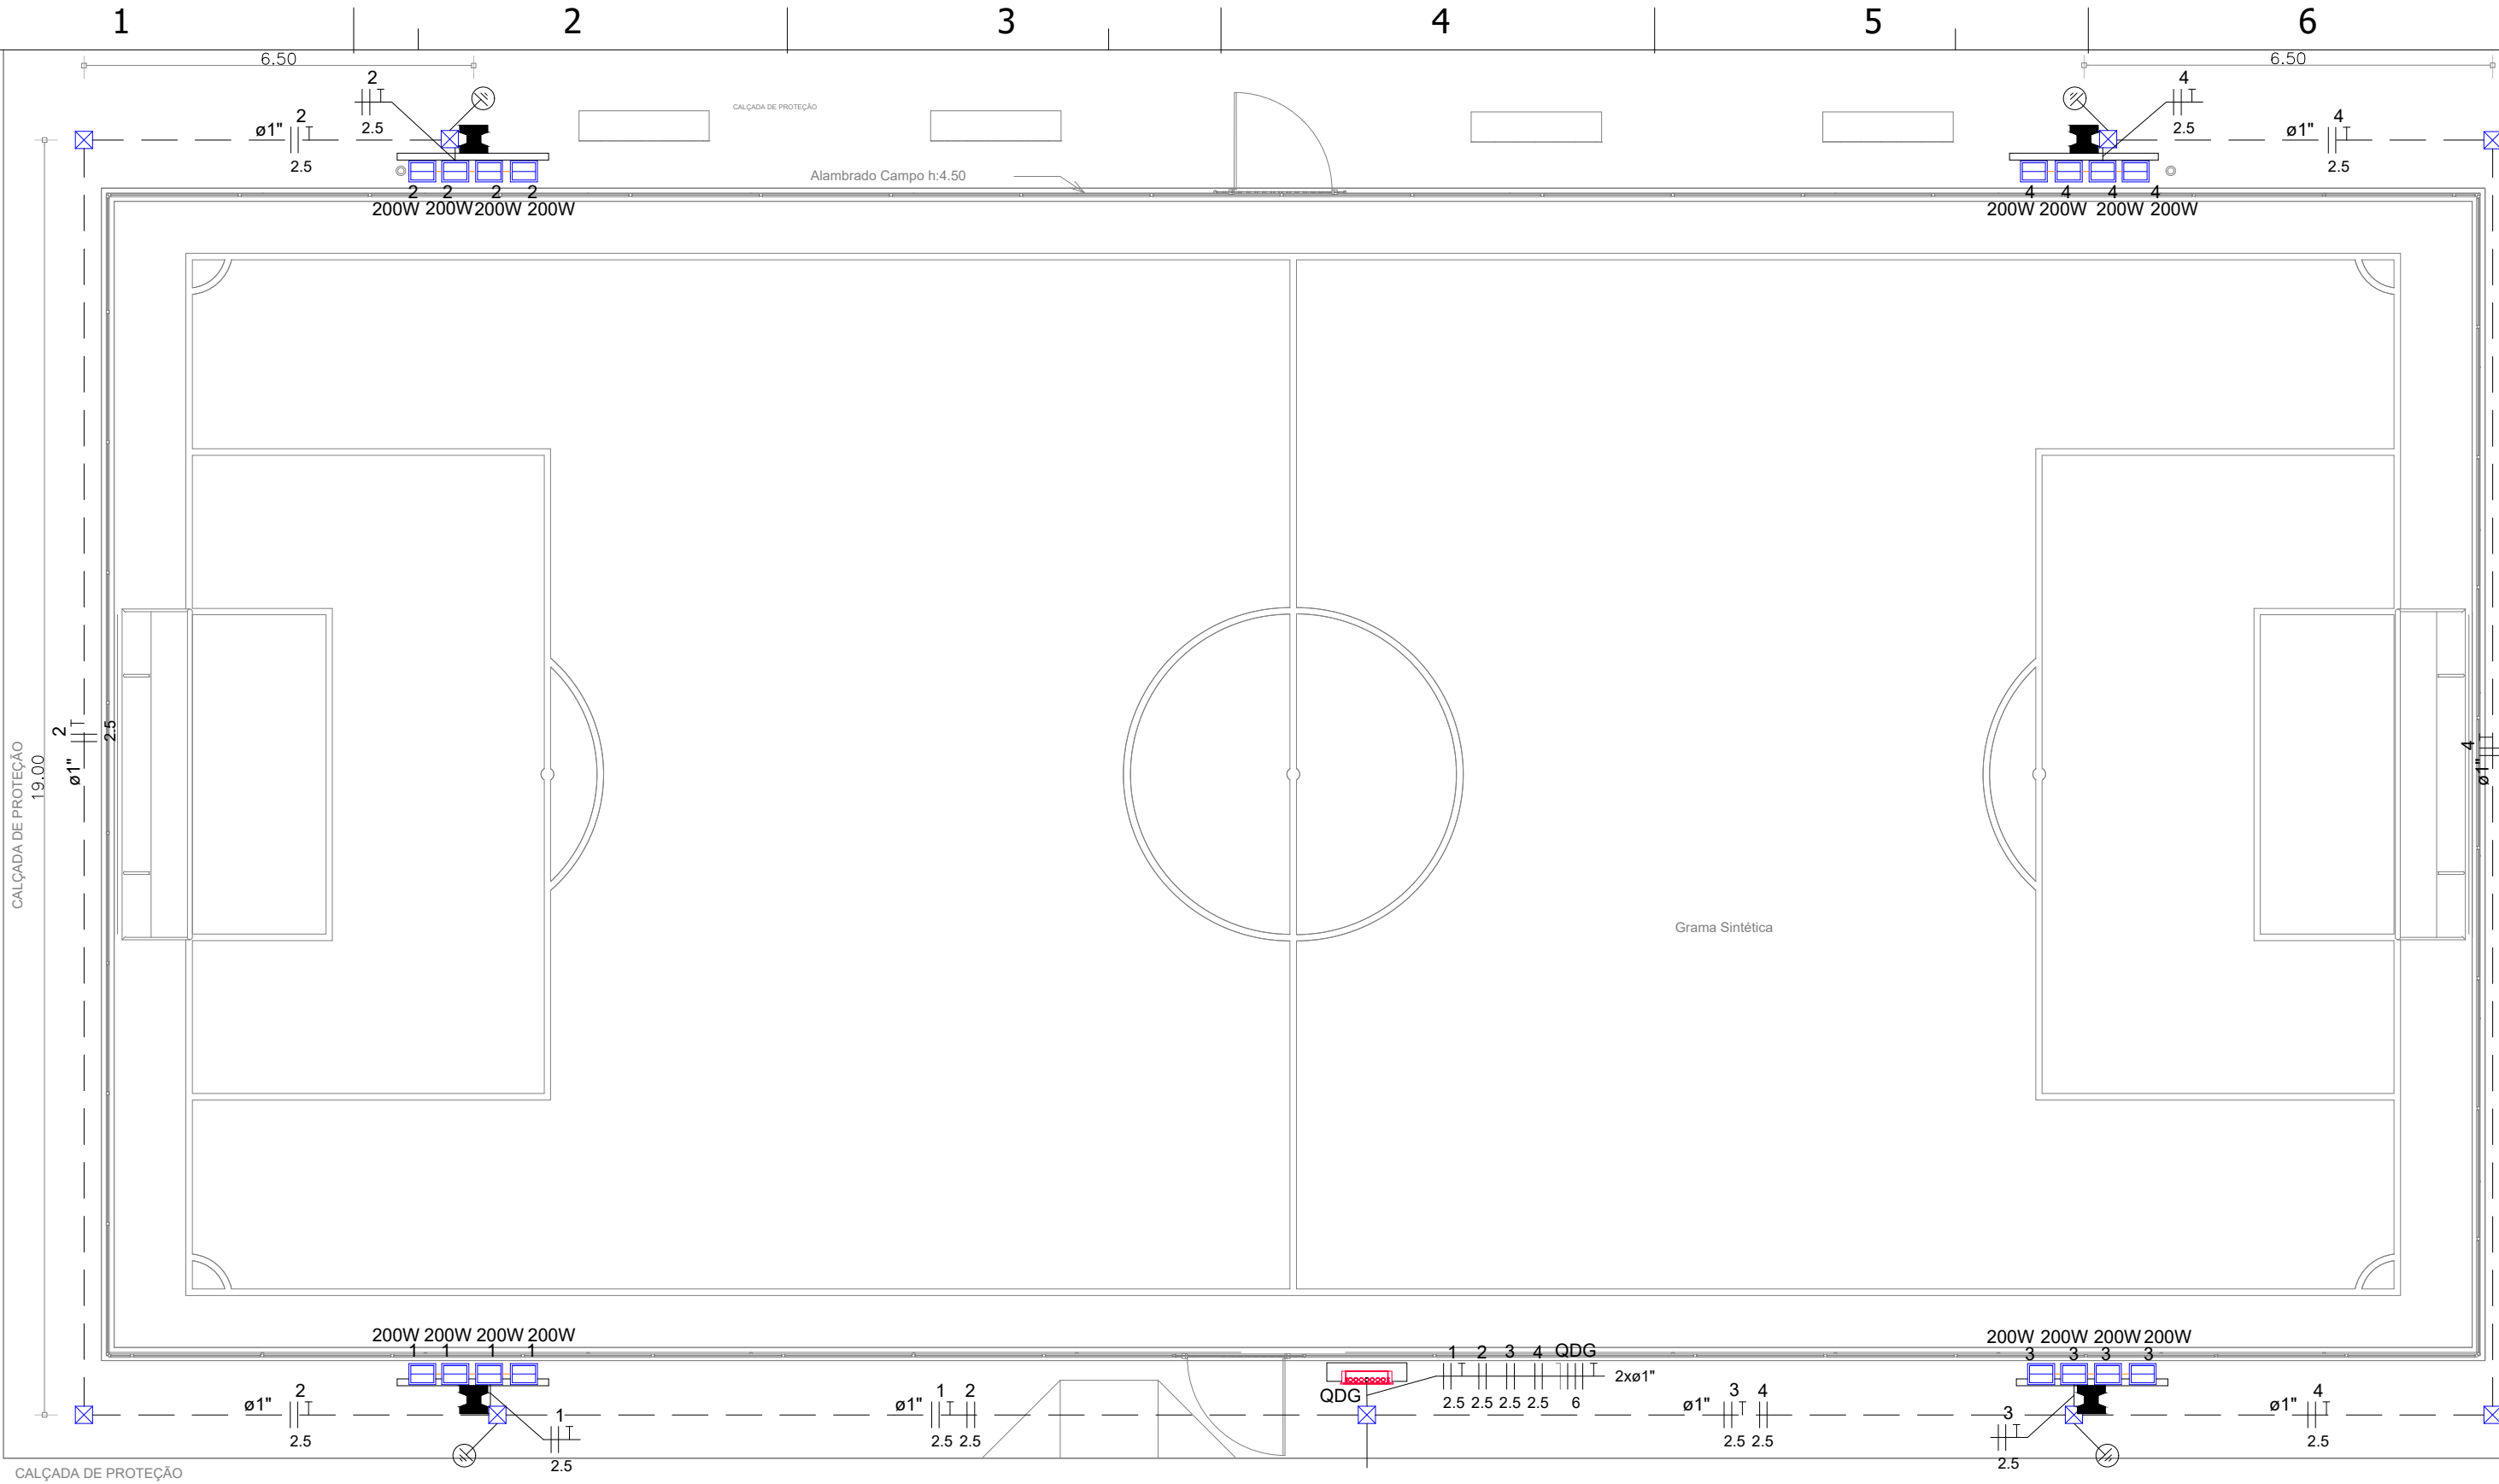 1 2 3 4 5 6
6.50 6.50
2 4
CALÇADA DE PROTEÇÃO
ø1" 2 2.5 4 ø1"
2.5 2.5
2.5 4
2.5
Alambrado Campo h:4.50
2 2 2 2 4 4 4 4
200W 200W 200W 200W 200W 200W 200W 200W
CALÇADA DE PROTEÇÃO
19.00
2
2.5
ø1"
4
ø1"
Grama Sintética
200W 200W 200W 200W 200W 200W 200W 200W
1 1 1 1 3 3 3 3
1 2 3 4 QDG
2xø1"
2.5 2.5 2.5 2.5 6
QDG
ø1" 2 ø1" 1 2 ø1" 3 4 ø1" 4
2.5 2.5 2.5 2.5 2.5 2.5
1
2.5
3
2.5
CALÇADA DE PROTEÇÃO